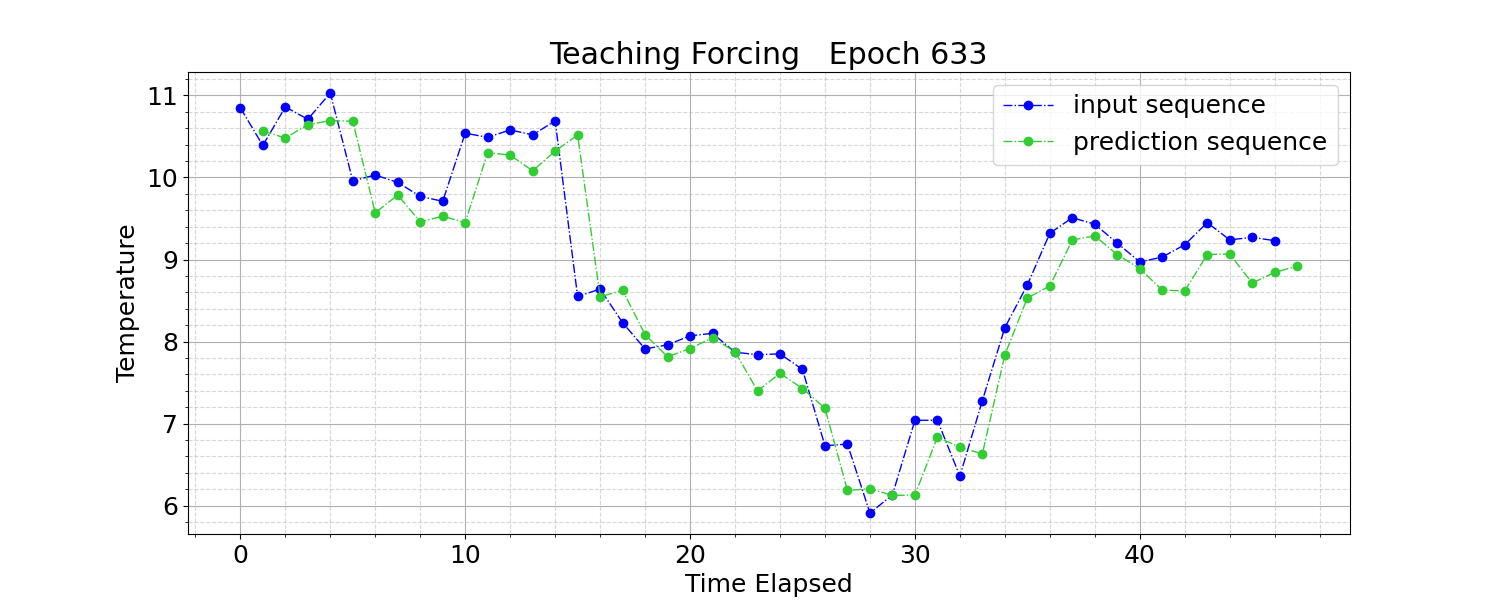 Teaching Forcing   Epoch 633
input sequence
prediction sequence
Temperature
11
10
9
8
7
6
0 10 20 30 40
Time Elapsed